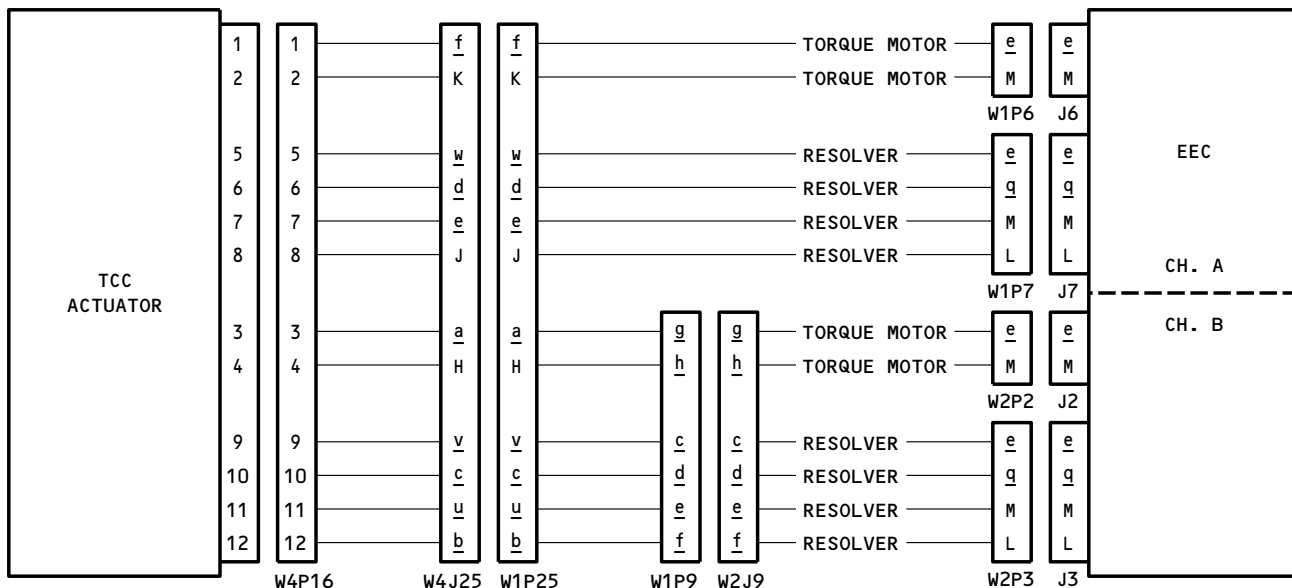 1 1 f f TORQUE MOTOR e e
2 2 K K TORQUE MOTOR M M
W1P6 J6
5 5 w w RESOLVER e e
EEC
6 6 d d RESOLVER q q
7 7 e e RESOLVER M M
8 8 J J RESOLVER L L
CH. A
TCC
ACTUATOR
W1P7 J7
CH. B
3 3 a a g g TORQUE MOTOR e e
4 4 H H h h TORQUE MOTOR M M
W2P2 J2
9 9 v v c c RESOLVER e e
10 10 c c d d RESOLVER q q
11 11 u u e e RESOLVER M M
12 12 b b f f RESOLVER L L
W4P16 W4J25 W1P25 W1P9 W2J9 W2P3 J3